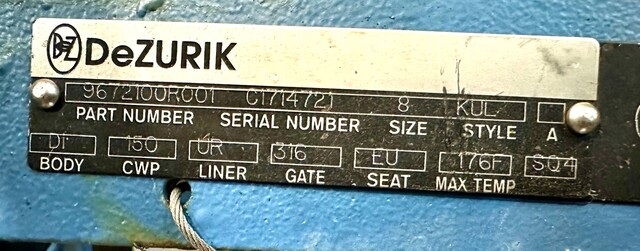 DZ DeZURIK
9672100R001 C1714721 8 KUL
PART NUMBER SERIAL NUMBER SIZE STYLE A
DI 150 UR 316 EU 176F SQ4
BODY CWP LINER GATE SEAT MAX TEMP